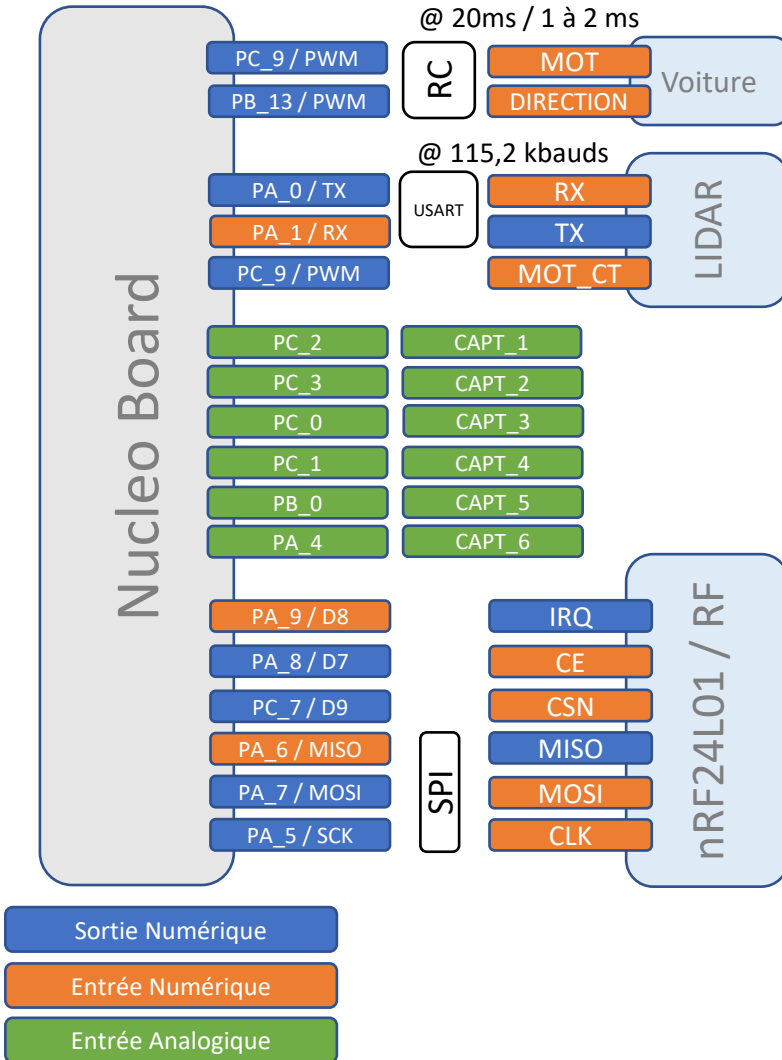 @ 20ms / 1 à 2 ms
PC_9 / PWM
RC
MOT
Voiture
PB_13 / PWM
DIRECTION
@ 115,2 kbauds
PA_0 / TX
USART
RX
LIDAR
PA_1 / RX
TX
PC_9 / PWM
MOT_CT
Nucleo Board
PC_2
CAPT_1
PC_3
CAPT_2
PC_0
CAPT_3
PC_1
CAPT_4
PB_0
CAPT_5
PA_4
CAPT_6
PA_9 / D8
IRQ
nRF24L01 / RF
PA_8 / D7
CE
PC_7 / D9
CSN
PA_6 / MISO
SPI
MISO
PA_7 / MOSI
MOSI
PA_5 / SCK
CLK
Sortie Numérique
Entrée Numérique
Entrée Analogique